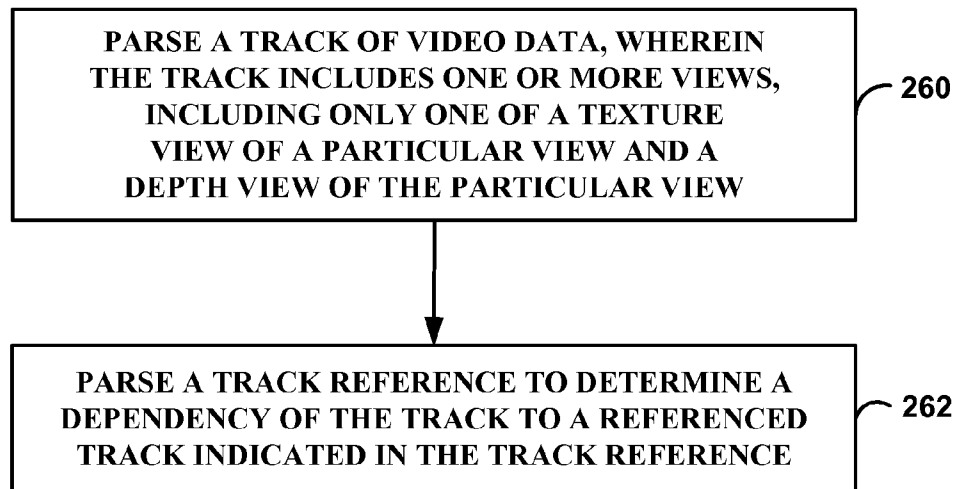 PARSE A TRACK OF VIDEO DATA, WHEREIN
THE TRACK INCLUDES ONE OR MORE VIEWS,
INCLUDING ONLY ONE OF A TEXTURE
VIEW OF A PARTICULAR VIEW AND A
DEPTH VIEW OF THE PARTICULAR VIEW
260
PARSE A TRACK REFERENCE TO DETERMINE A
DEPENDENCY OF THE TRACK TO A REFERENCED
TRACK INDICATED IN THE TRACK REFERENCE
262